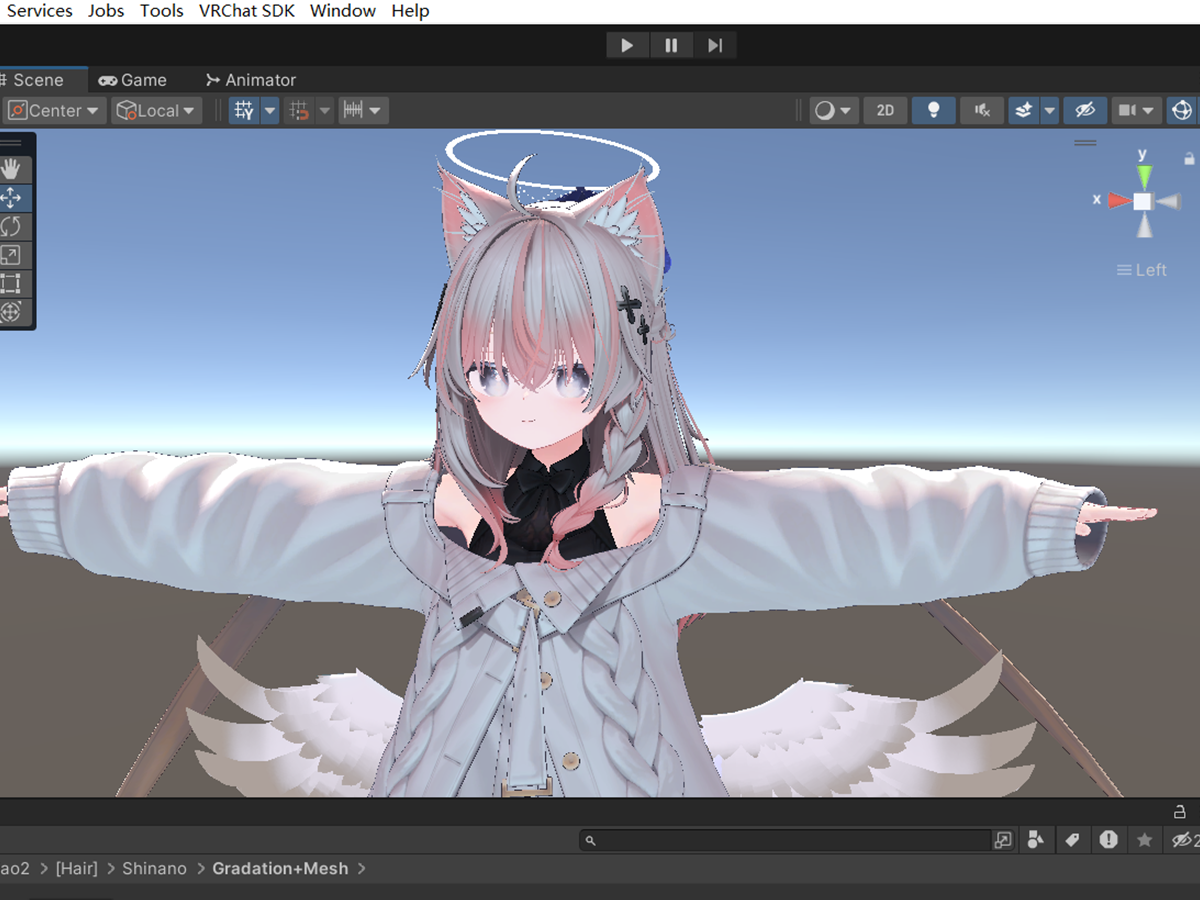 Services Jobs Tools VRChat SDK Window Help
Scene Game Animator
Center Local 2D
y
x
Left
ao2 > [Hair] > Shinano > Gradation+Mesh >
2